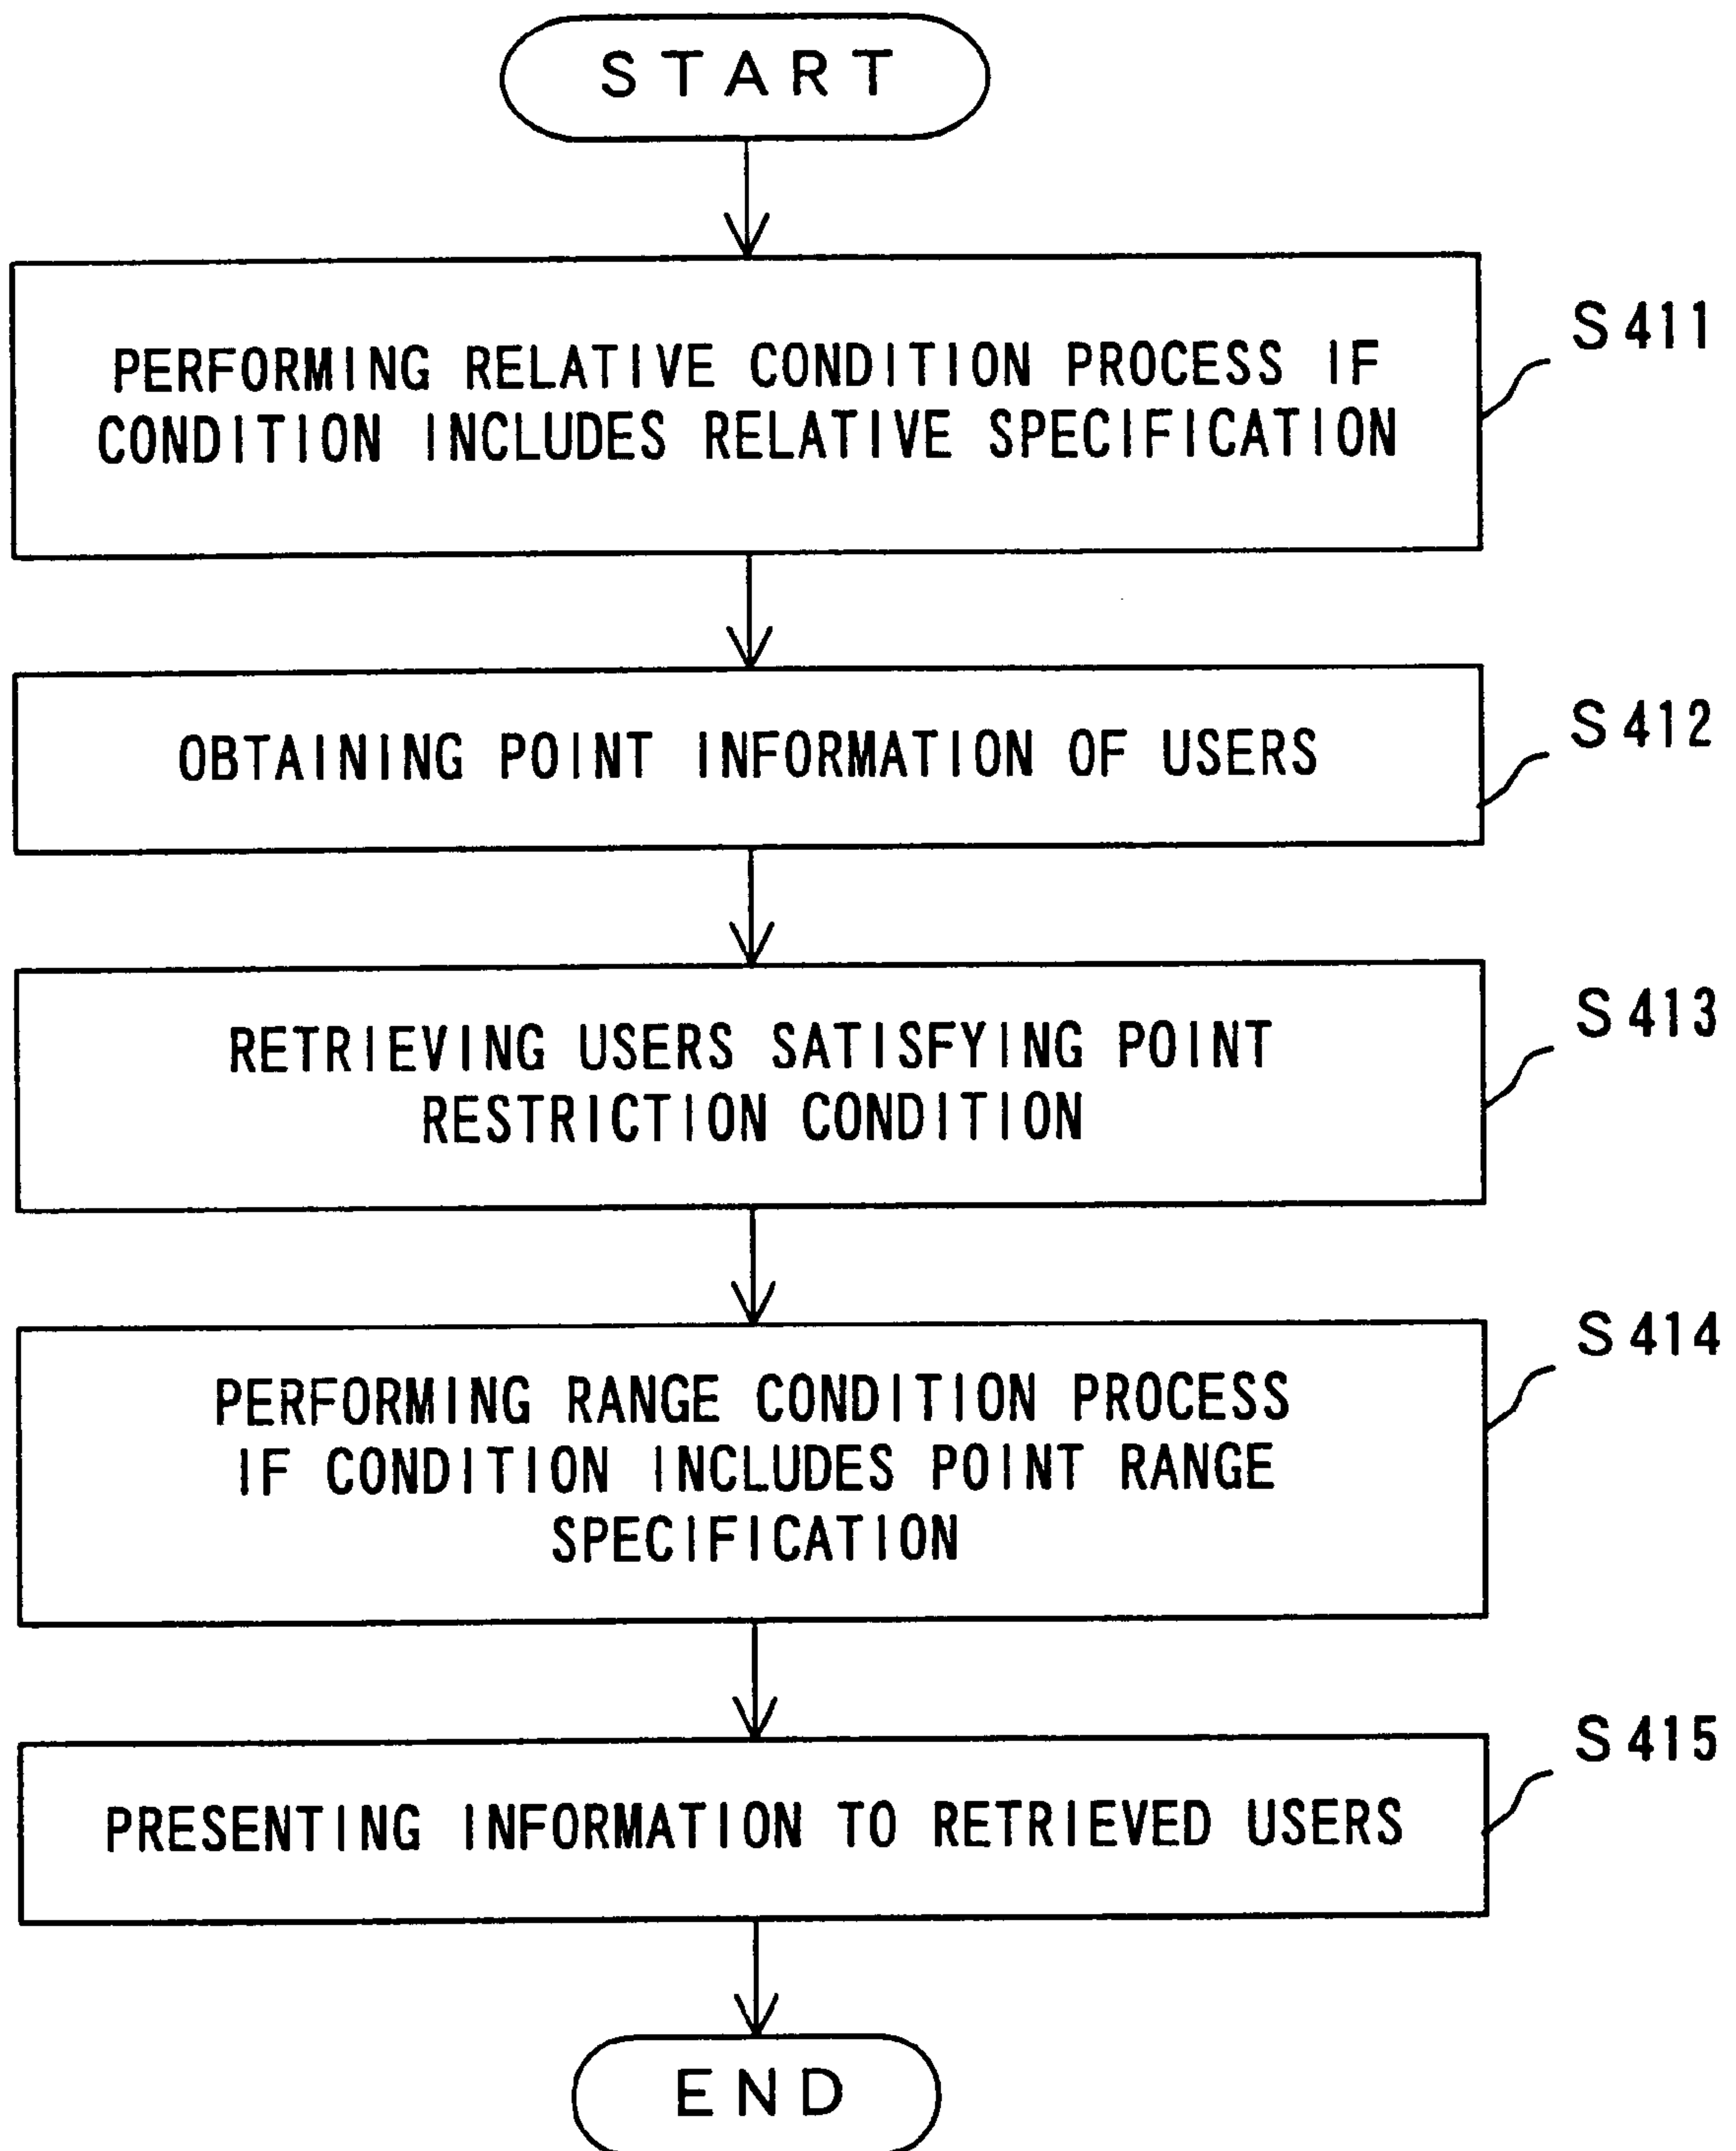 START
PERFORMING RELATIVE CONDITION PROCESS IF
CONDITION INCLUDES RELATIVE SPECIFICATION
S411
OBTAINING POINT INFORMATION OF USERS
S412
RETRIEVING USERS SATISFYING POINT
RESTRICTION CONDITION
S413
PERFORMING RANGE CONDITION PROCESS
IF CONDITION INCLUDES POINT RANGE
SPECIFICATION
S414
PRESENTING INFORMATION TO RETRIEVED USERS
S415
END